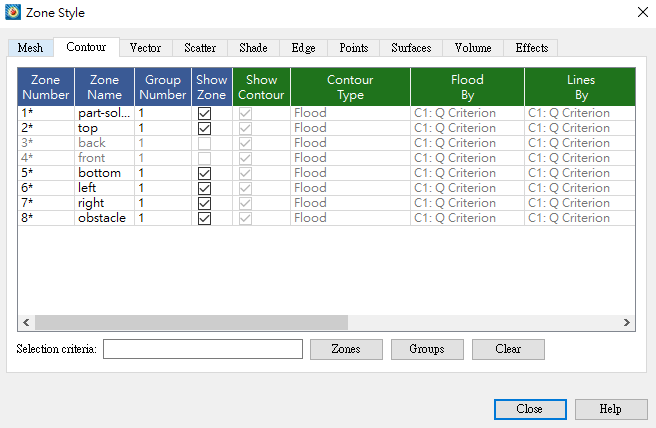 Zone Style
Mesh Contour Vector Scatter Shade Edge Points Surfaces Volume Effects
Zone Number Zone Name Group Number Show Zone Show Contour Contour Type Flood By Lines By
1* part-sol... 1 Flood C1: Q Criterion C1: Q Criterion
2* top 1 Flood C1: Q Criterion C1: Q Criterion
3* back 1 Flood C1: Q Criterion C1: Q Criterion
4* front 1 Flood C1: Q Criterion C1: Q Criterion
5* bottom 1 Flood C1: Q Criterion C1: Q Criterion
6* left 1 Flood C1: Q Criterion C1: Q Criterion
7* right 1 Flood C1: Q Criterion C1: Q Criterion
8* obstacle 1 Flood C1: Q Criterion C1: Q Criterion
Selection criteria: Zones Groups Clear
Close Help